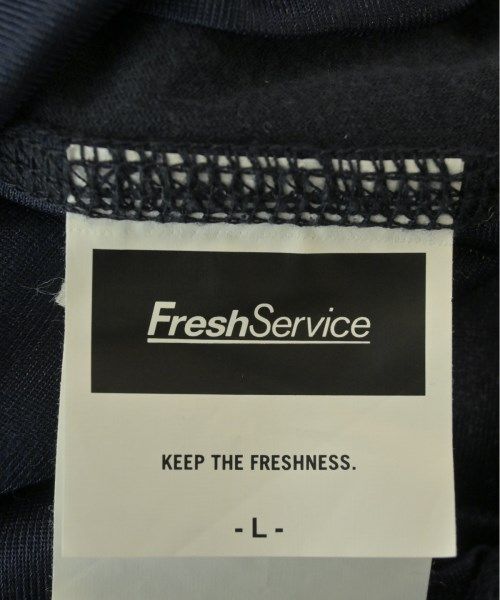 FreshService
KEEP THE FRESHNESS.
- L -